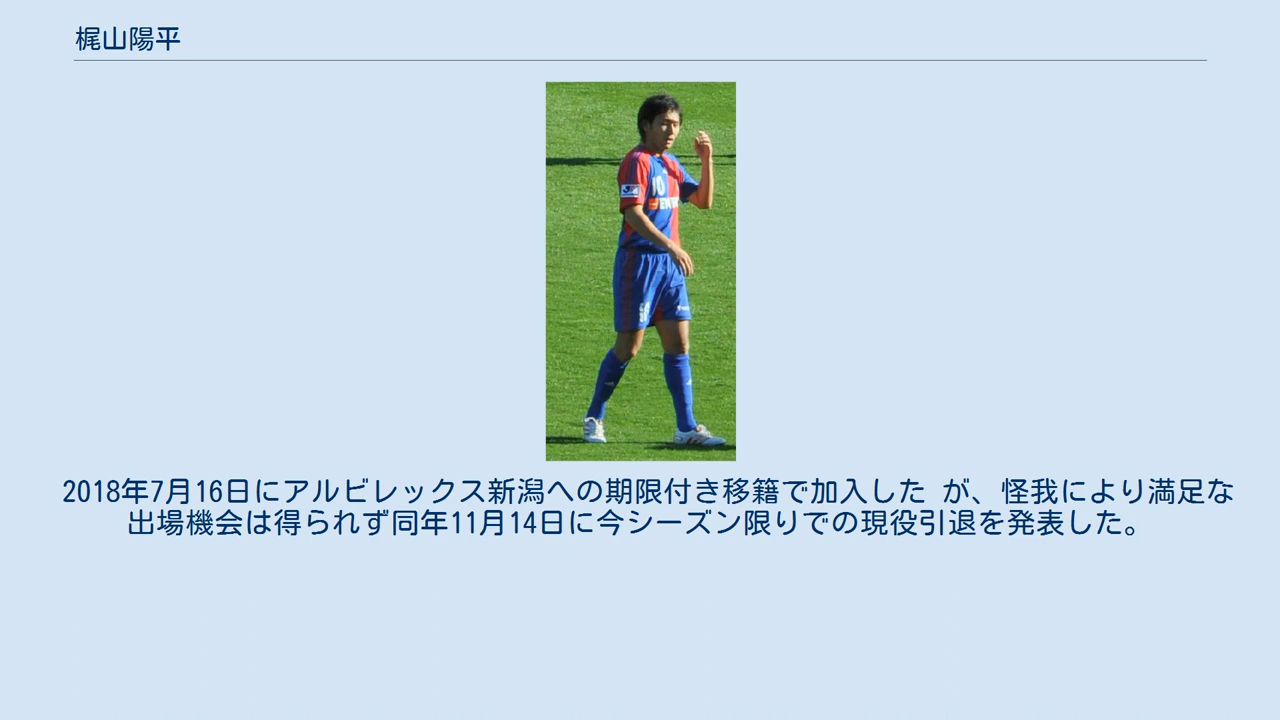 梶山陽平
10
2018年7月16日にアルビレックス新潟への期限付き移籍で加入した が、怪我により満足な
出場機会は得られず同年11月14日に今シーズン限りでの現役引退を発表した。